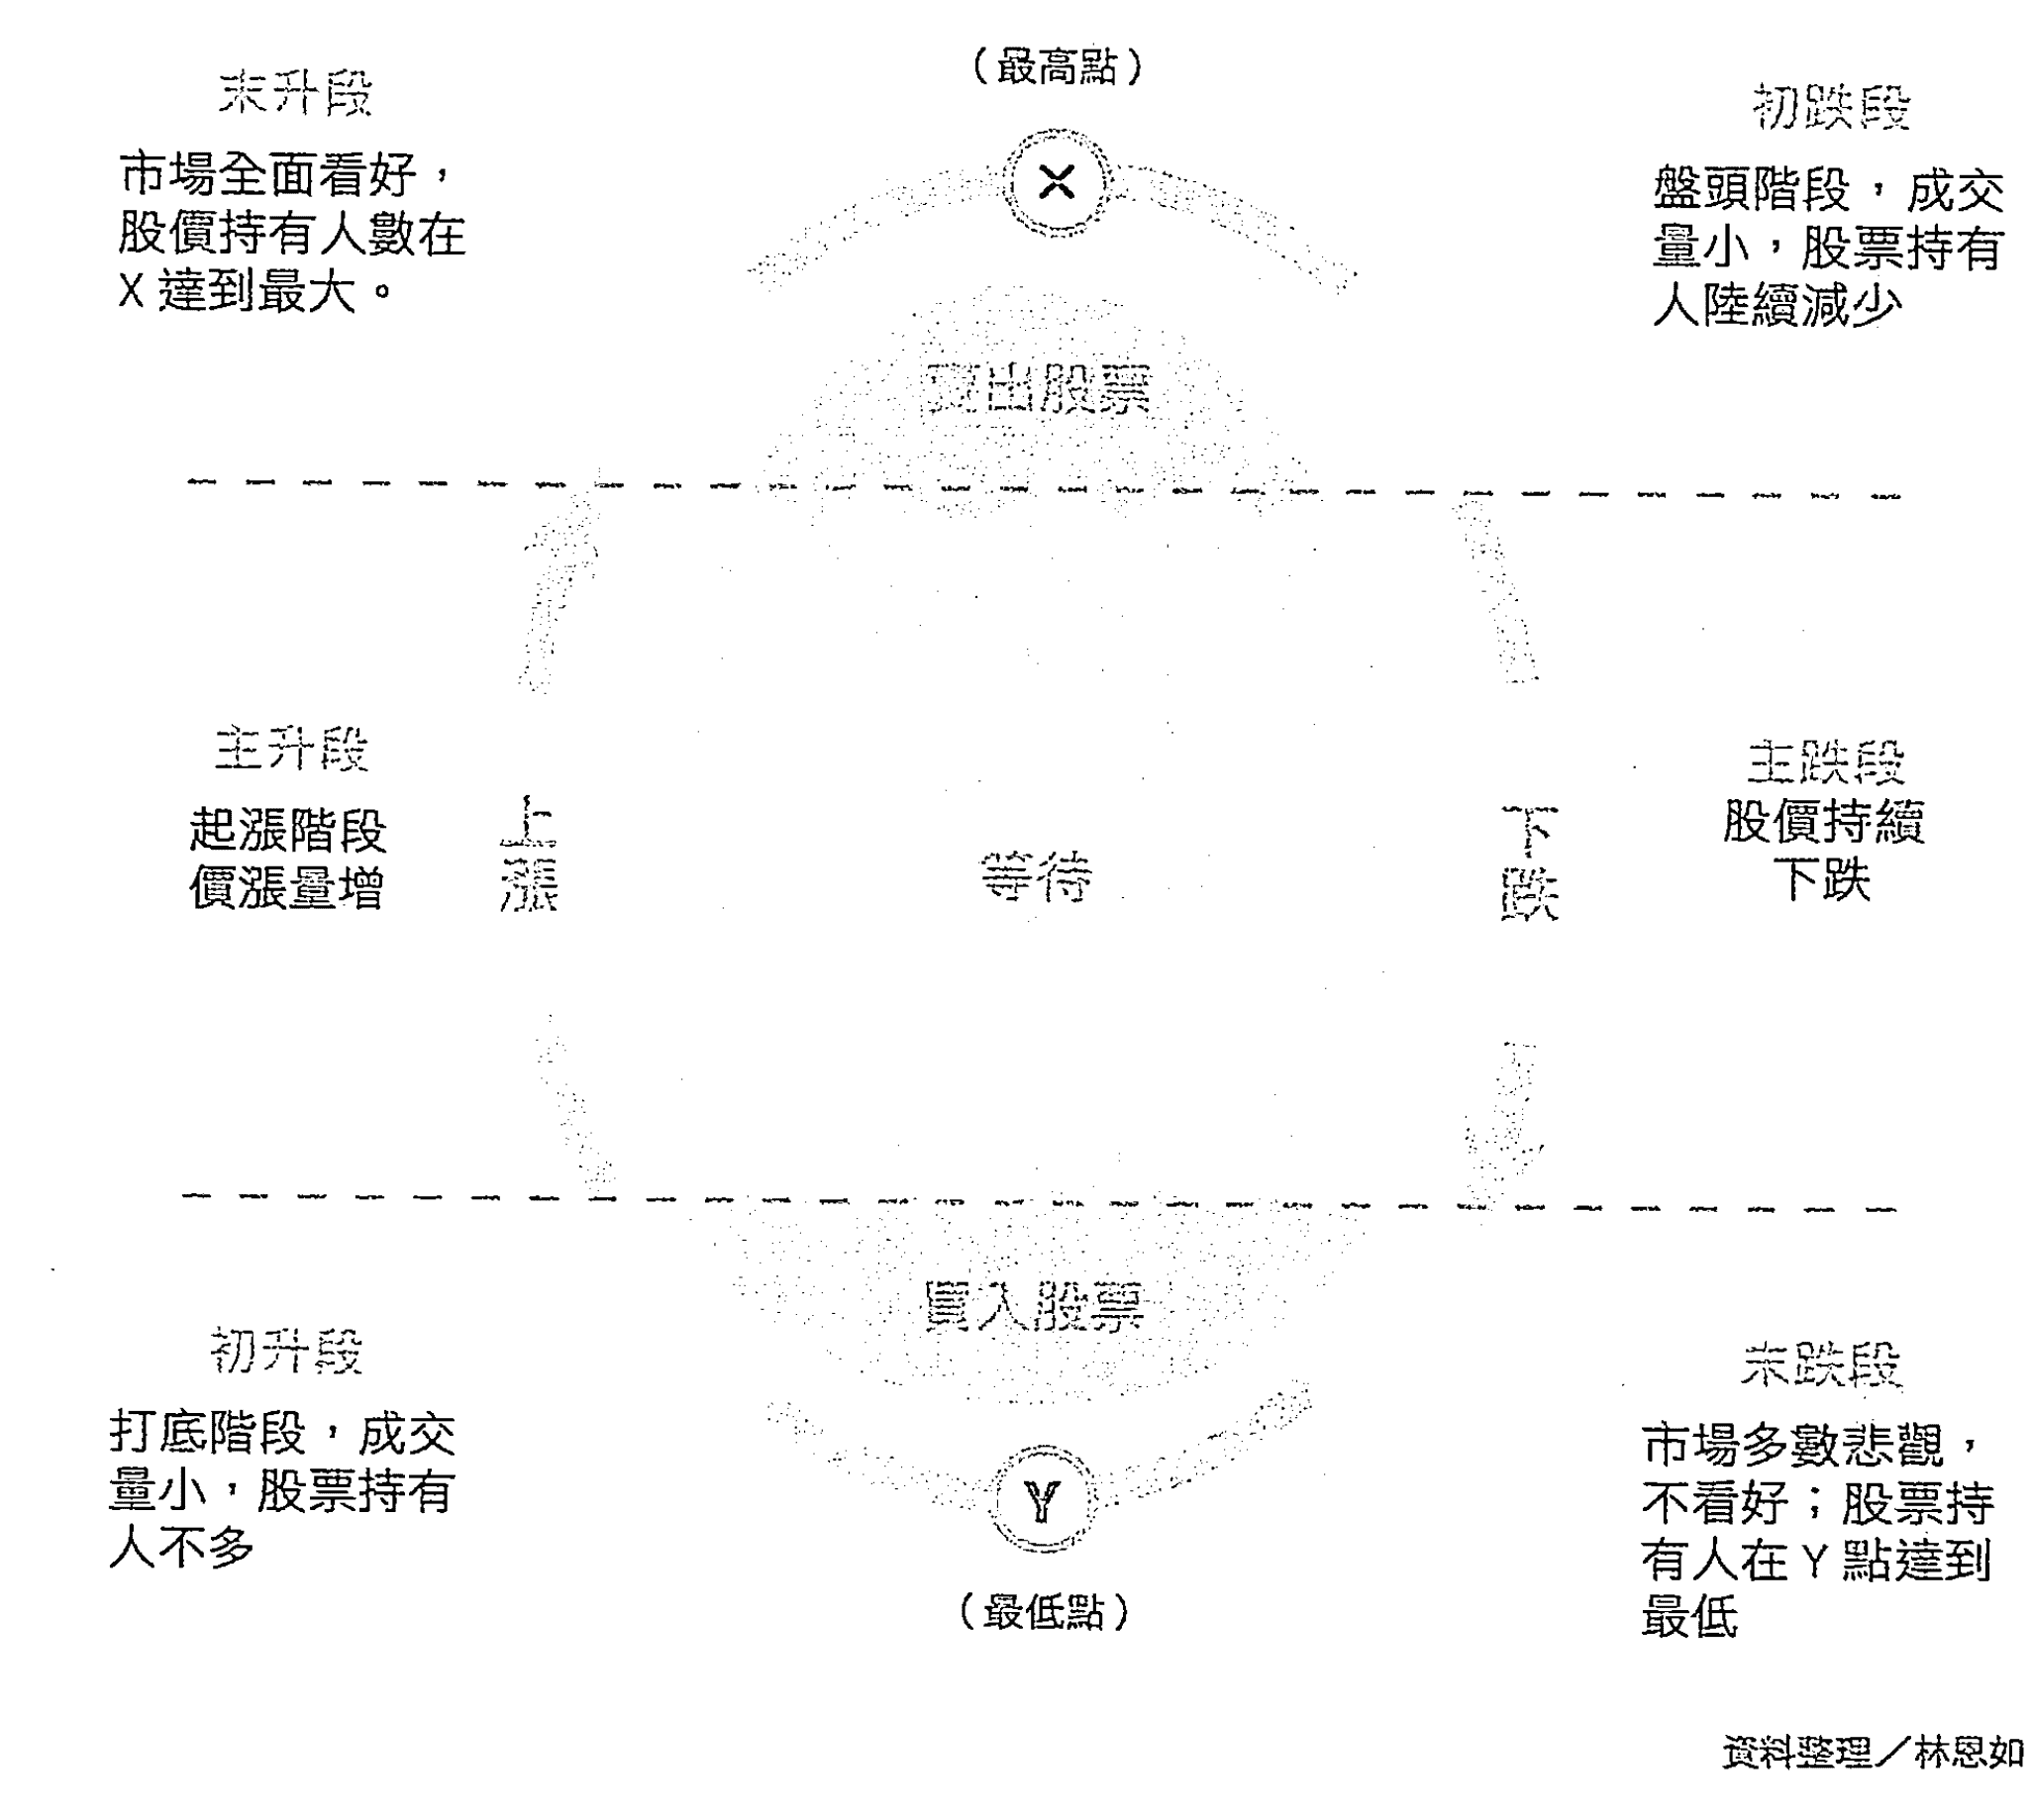 （最高點）
末升段
市場全面看好，
股價持有人數在
X 達到最大。
X
初跌段
盤頭階段，成交
量小，股票持有
人陸續減少
賣出股票
主升段
起漲階段
價漲量增
上
漲
等待
下
跌
主跌段
股價持續
下跌
買入股票
初升段
打底階段，成交
量小，股票持有
人不多
Y
（最低點）
末跌段
市場多數悲觀，
不看好；股票持
有人在 Y 點達到
最低
資料整理／林恩如